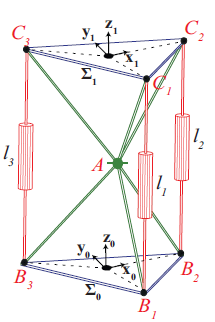 C₃ y₁ z₁ C₂
x₁
Σ₁ C₁
l₃ A l₁ l₂
y₀ z₀
B₃ x₀ B₂
Σ₀ B₁